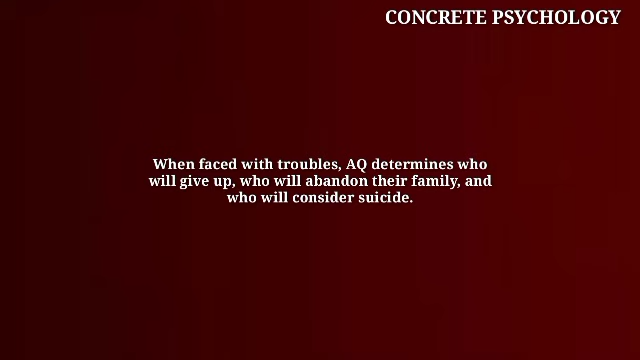 CONCRETE PSYCHOLOGY
When faced with troubles, AQ determines who
will give up, who will abandon their family, and
who will consider suicide.